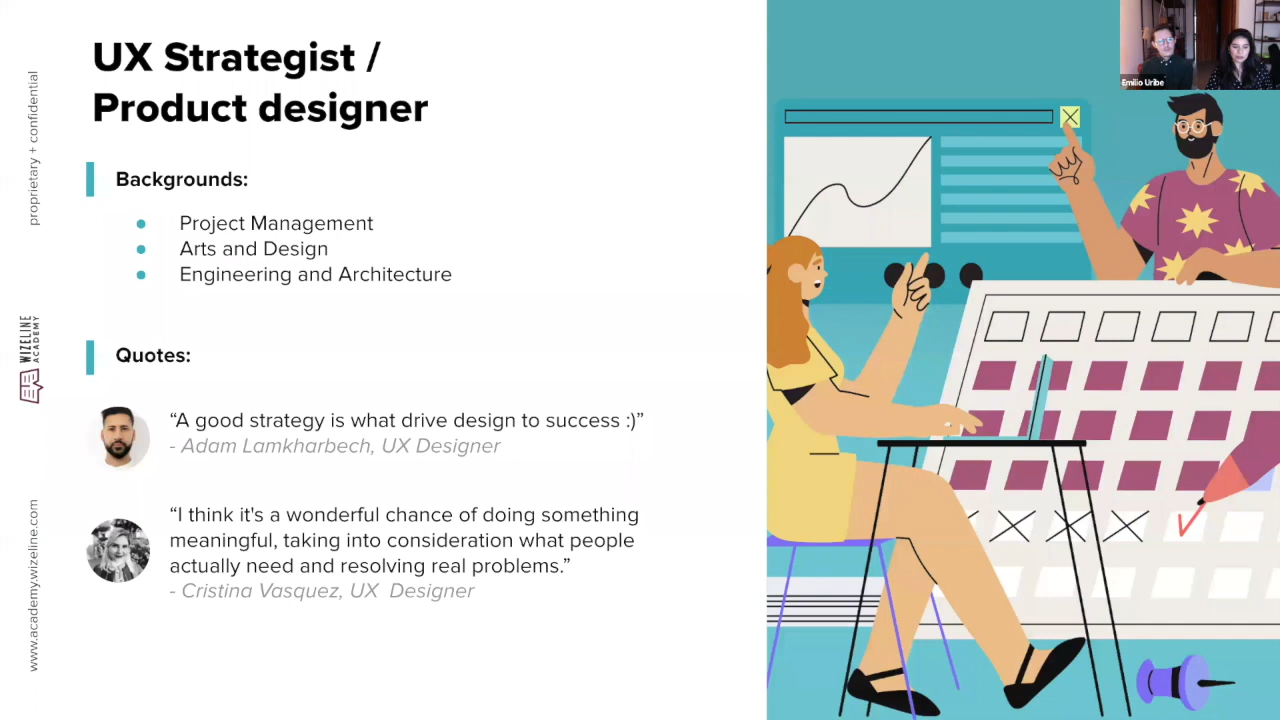 UX Strategist /
Product designer
Backgrounds:
● Project Management
● Arts and Design
● Engineering and Architecture
Quotes:
“A good strategy is what drive design to success :)”
- Adam Lamkharbech, UX Designer
“I think it's a wonderful chance of doing something
meaningful, taking into consideration what people
actually need and resolving real problems.”
- Cristina Vasquez, UX Designer
proprietary + confidential
WIZELINE
ACADEMY
www.academy.wizeline.com
Emilio Uribe